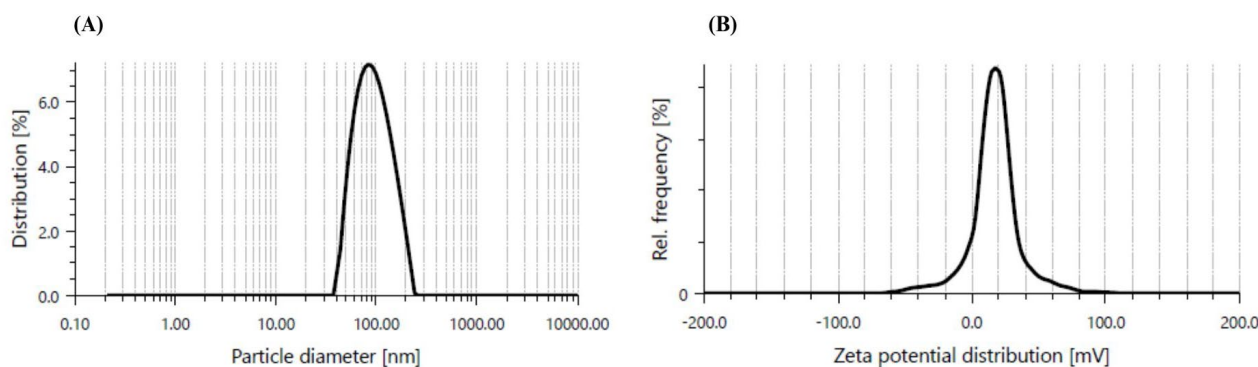 (A)
Distribution [%]
6.0
4.0
2.0
0.0
0.10 1.00 10.00 100.00 1000.00 10000.00
Particle diameter [nm]
(B)
Rel. frequency [%]
0
-200.0 -100.0 0.0 100.0 200.0
Zeta potential distribution [mV]